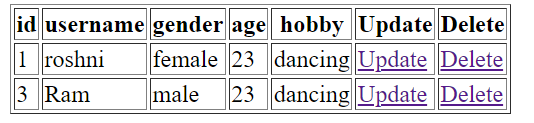 id username gender age hobby Update Delete
1 roshni female 23 dancing Update Delete
3 Ram male 23 dancing Update Delete